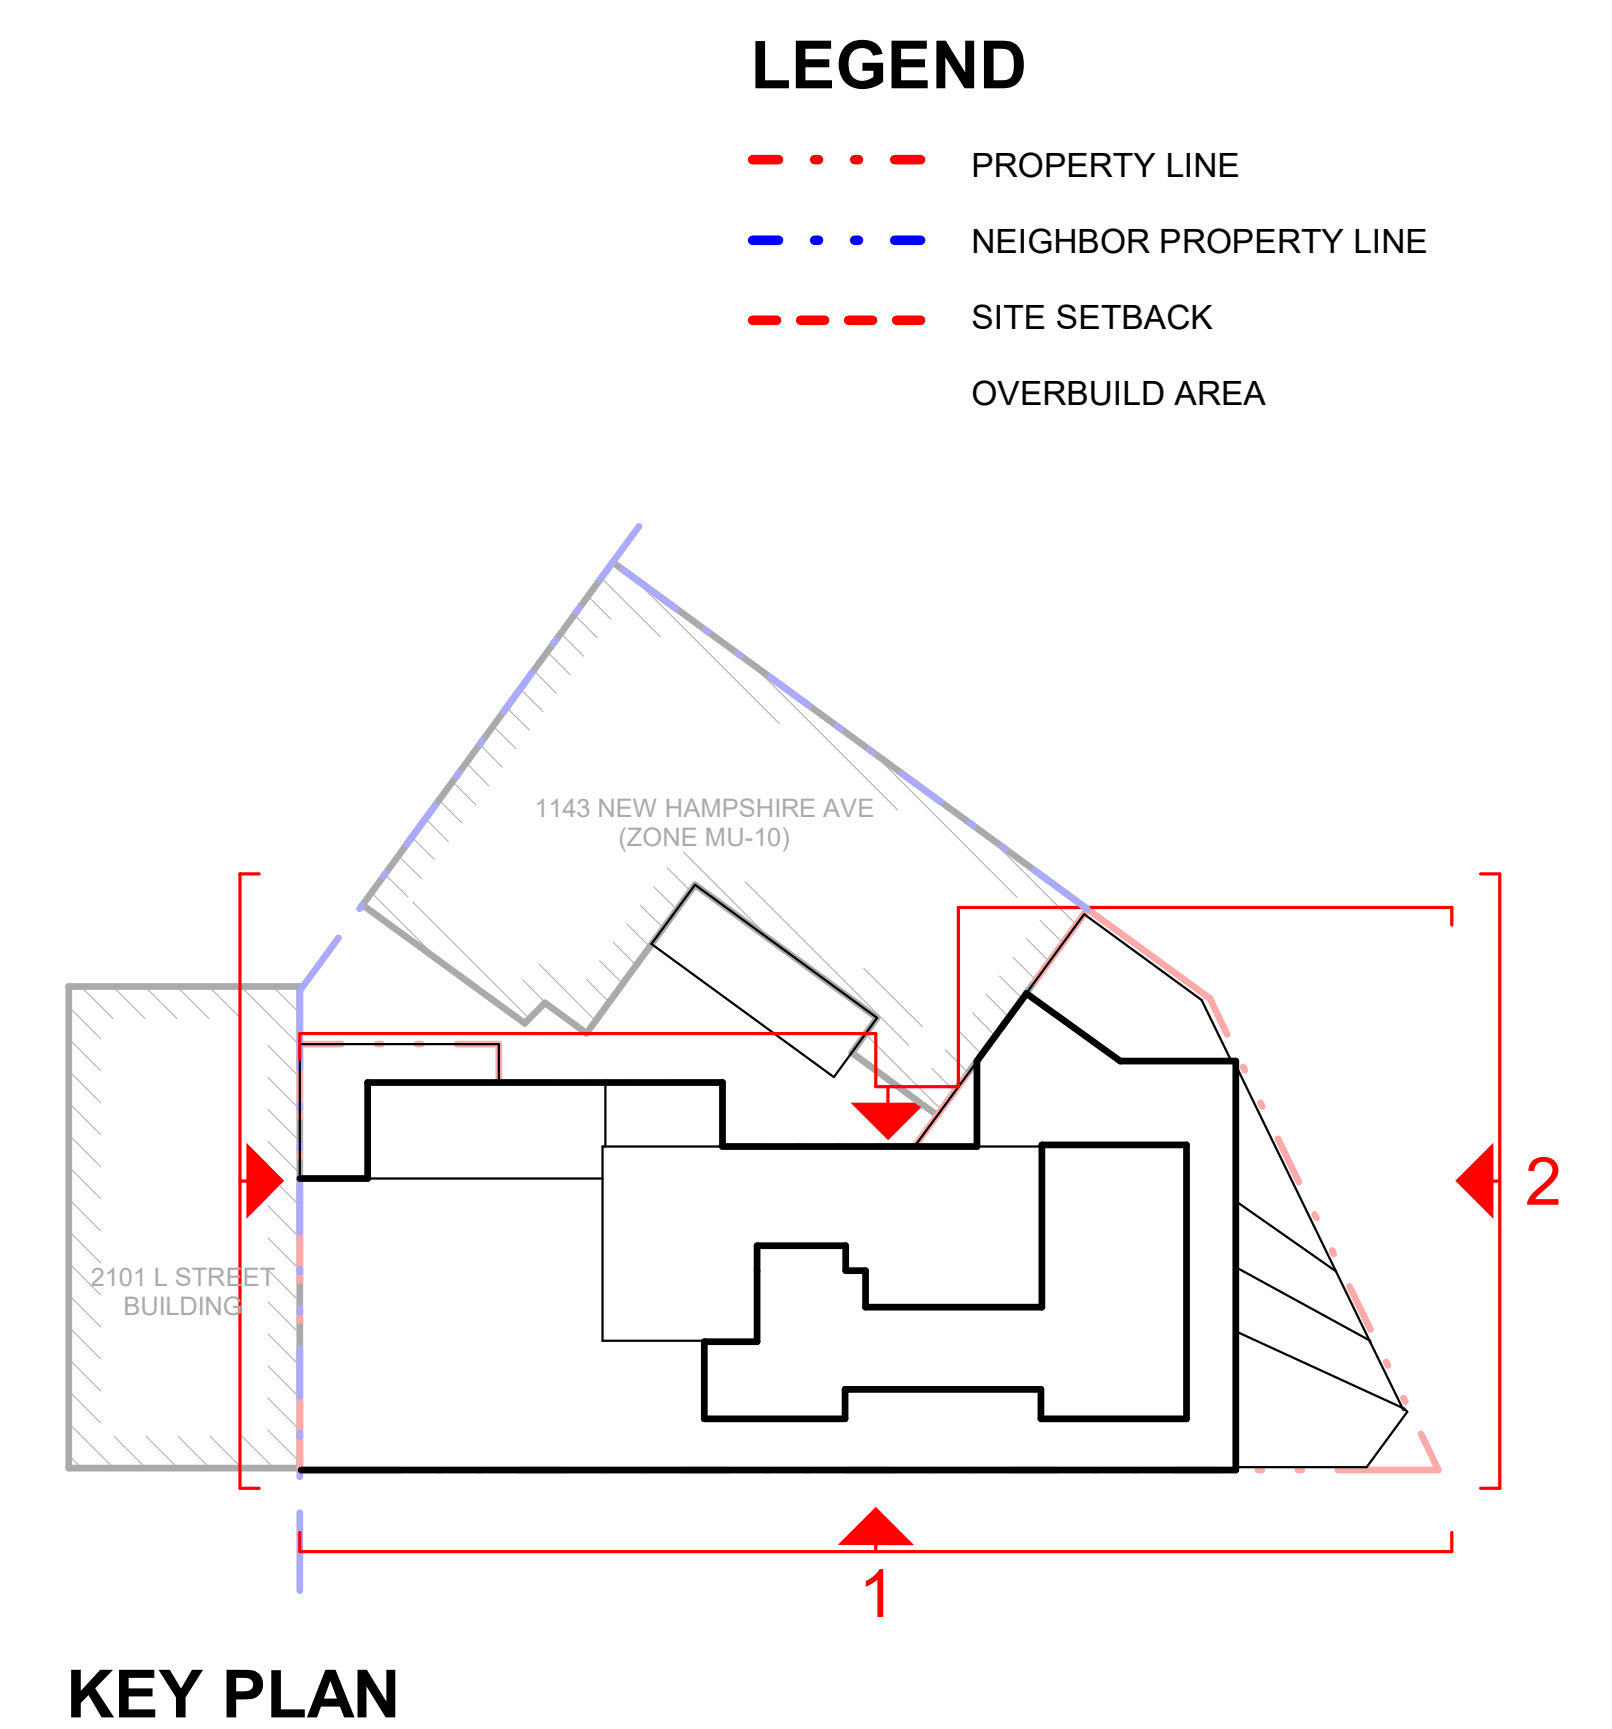 LEGEND
PROPERTY LINE
NEIGHBOR PROPERTY LINE
SITE SETBACK
OVERBUILD AREA
1143 NEW HAMPSHIRE AVE
(ZONE MU-10)
2
2101 L STREET
BUILDING
1
KEY PLAN